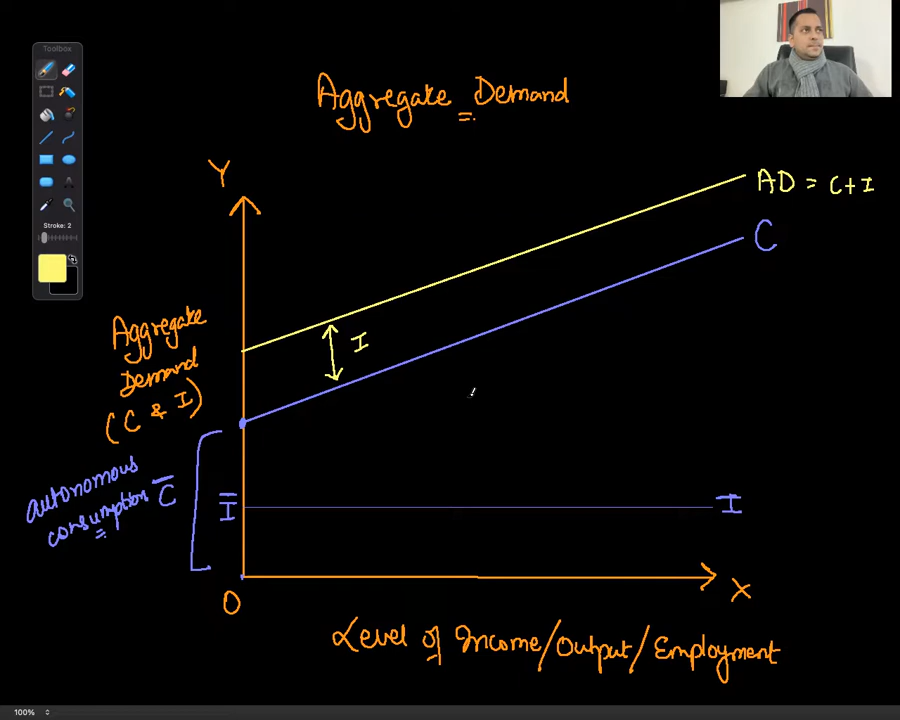 Toolbox
Stroke: 2
Aggregate Demand
Y
AD = C+I
C
I
Aggregate
Demand
(C & I)
autonomous
consumption C̅
I̅
I
O
X
Level of Income/Output/Employment
100%